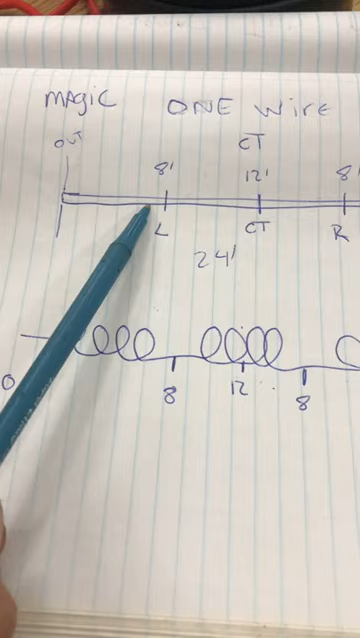 MAGIC ONE WIRE
OUT
CT
8' 12' 8'
L CT R
24'
0
8 12 8